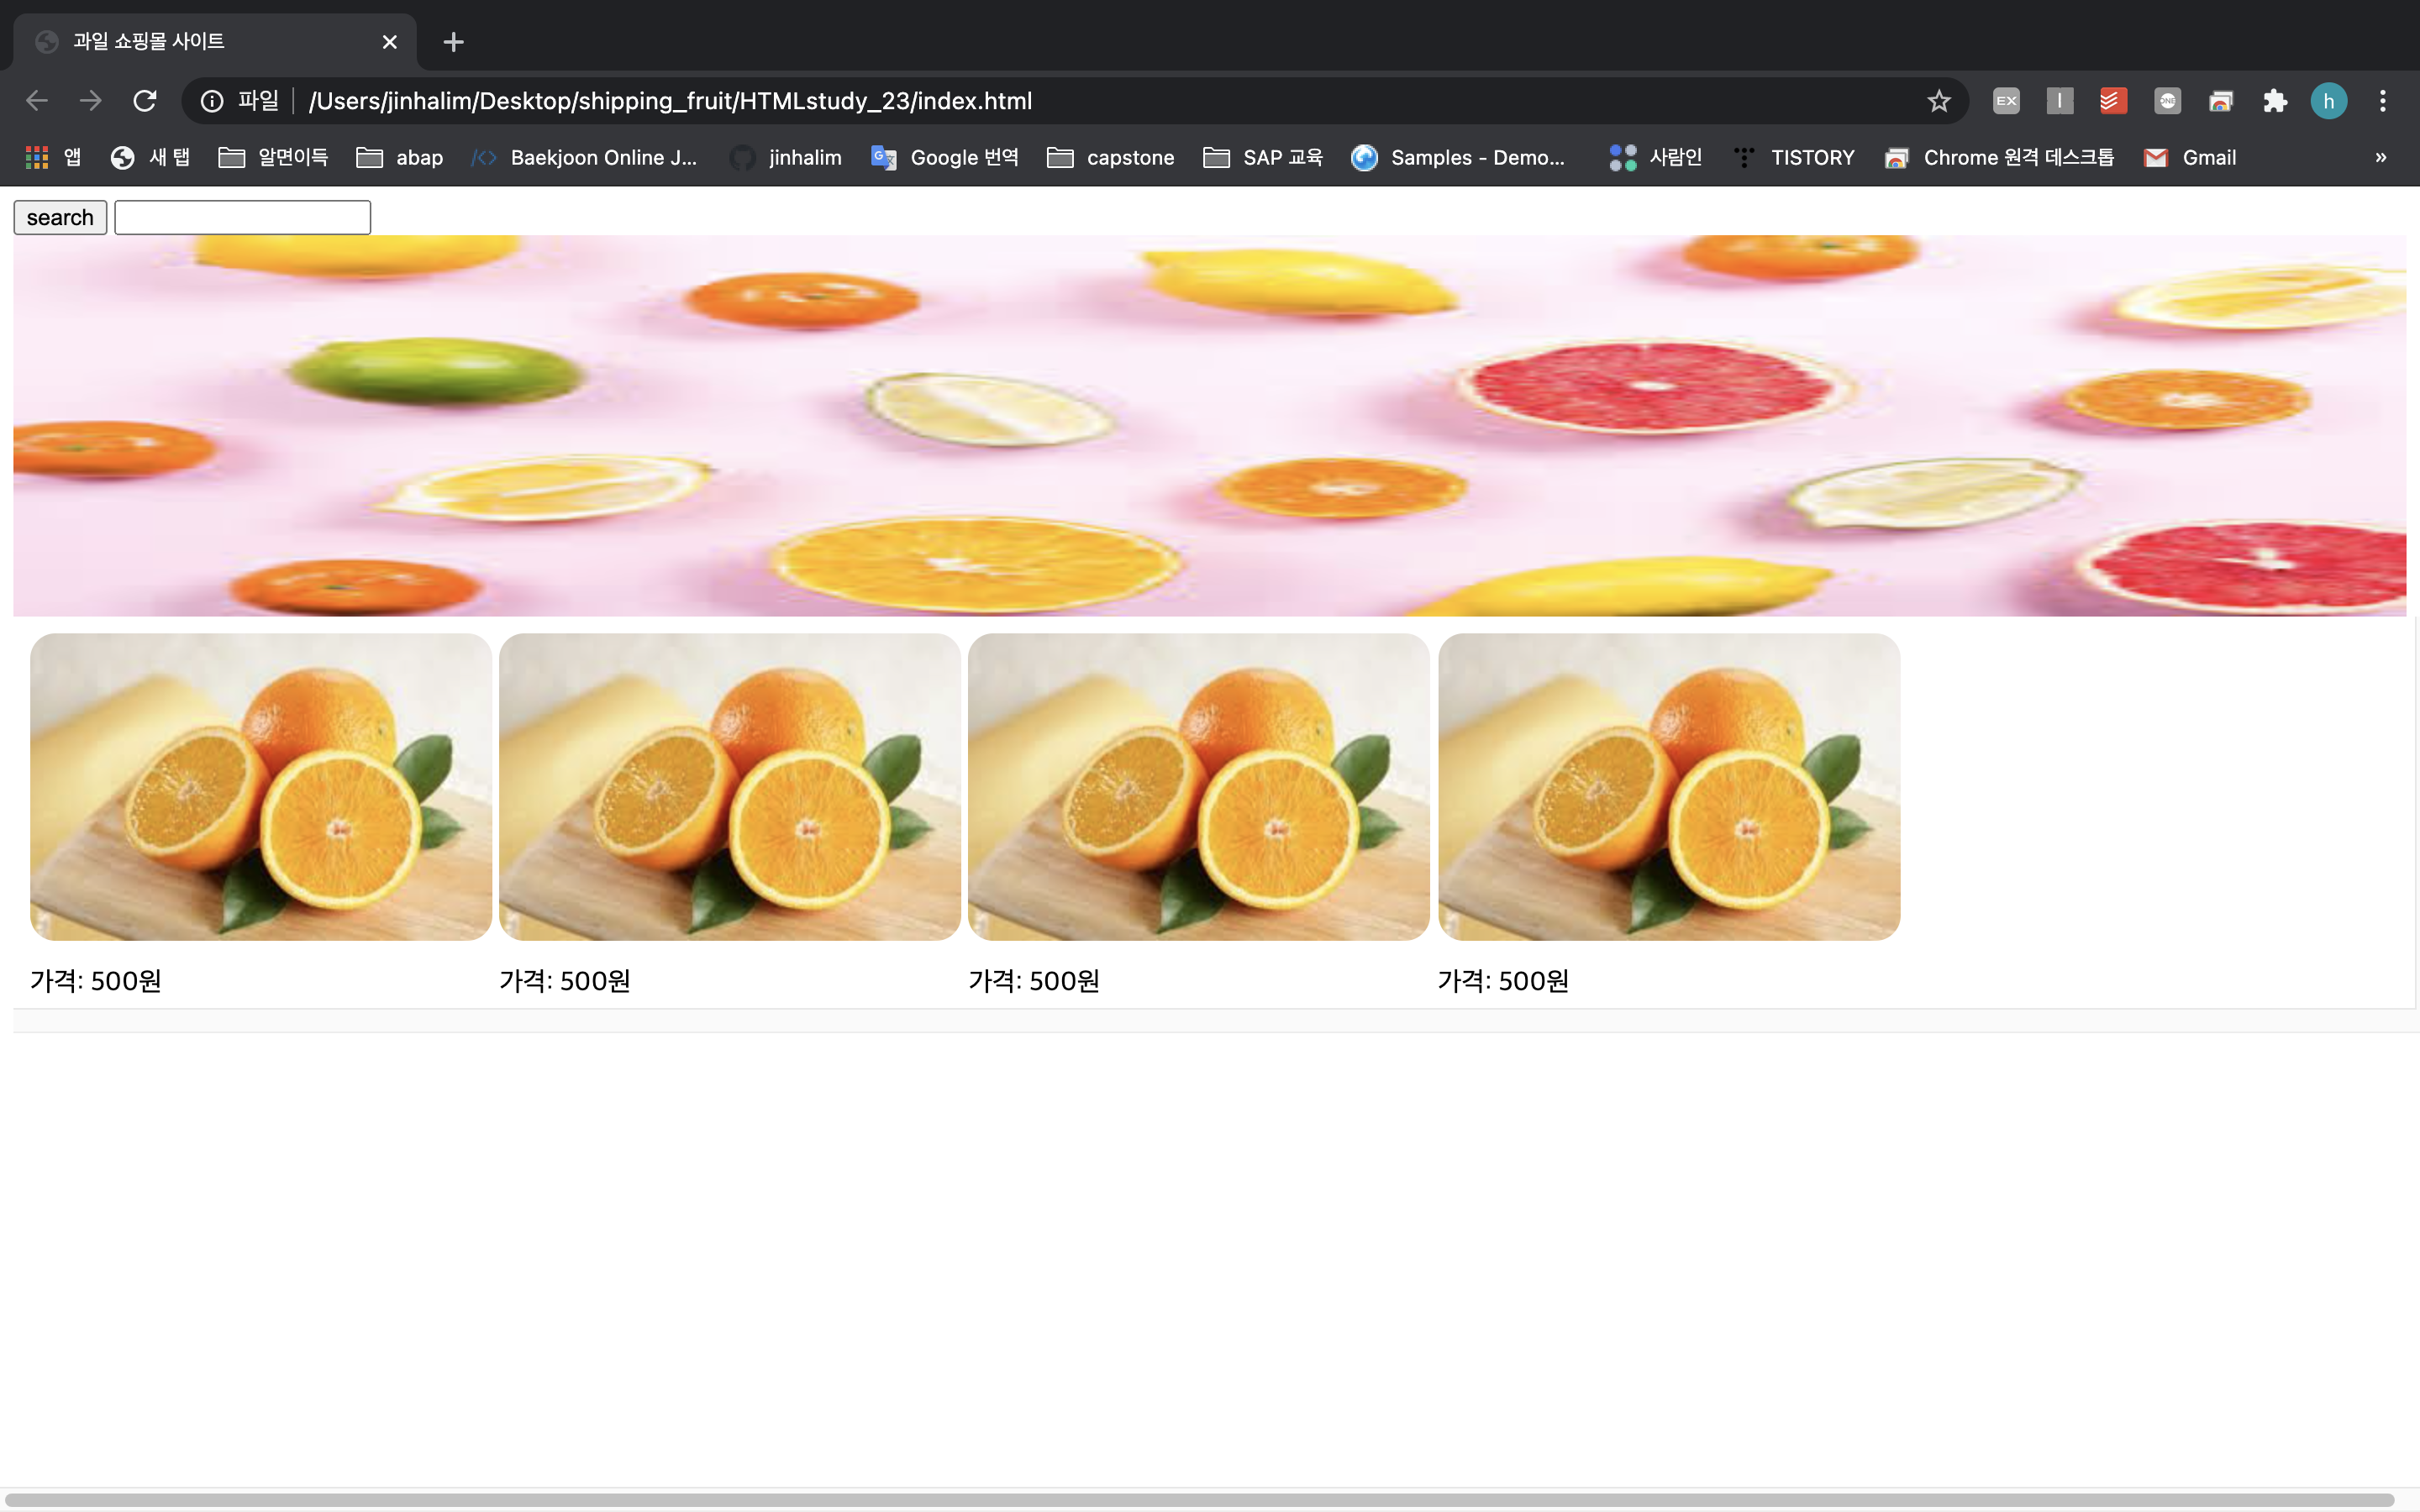 과일 쇼핑몰 사이트
파일 /Users/jinhalim/Desktop/shipping_fruit/HTMLstudy_23/index.html EX h
앱 새 탭 알면이득 abap Baekjoon Online J... jinhalim Google 번역 capstone SAP 교육 Samples - Demo... 사람인 TISTORY Chrome 원격 데스크톱 Gmail »
search
가격: 500원 가격: 500원 가격: 500원 가격: 500원